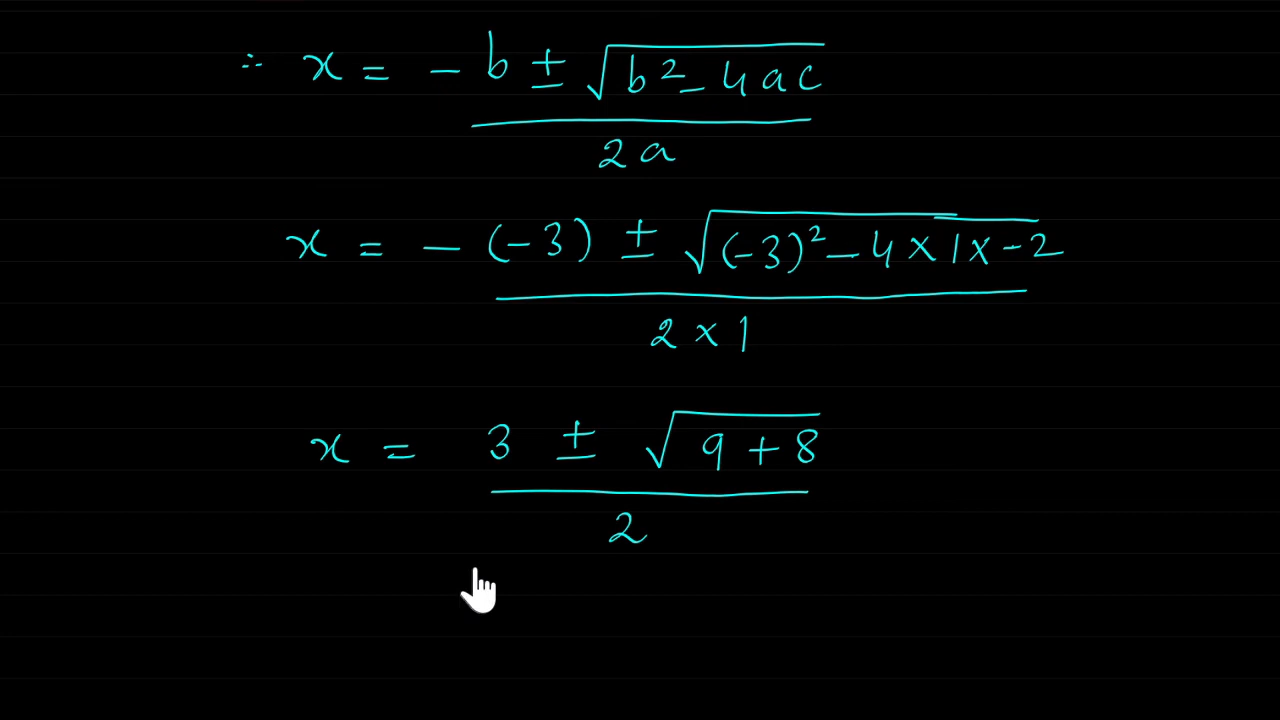 ∴ x = - b ± √(b² - 4ac)
2a
x = - (-3) ± √((-3)² - 4 × 1 × -2)
2 × 1
x = 3 ± √(9 + 8)
2